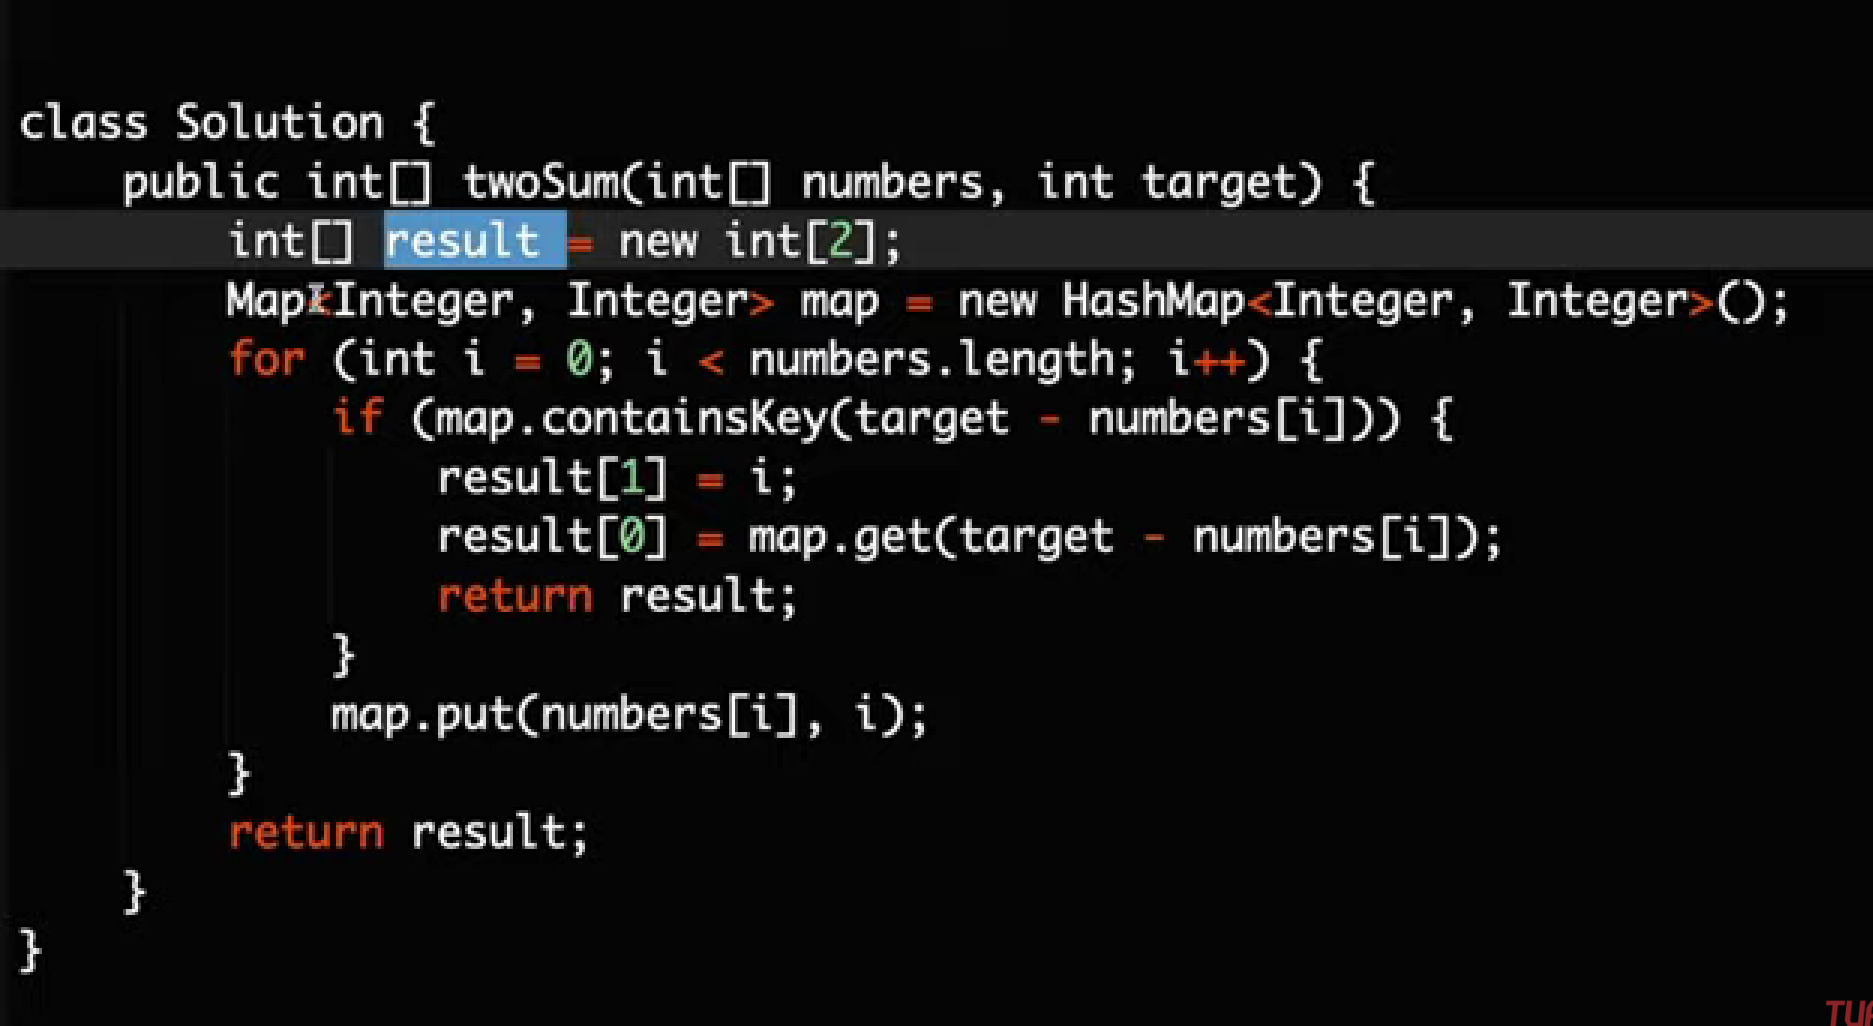 class Solution {
    public int[] twoSum(int[] numbers, int target) {
        int[] result = new int[2];
        Map<Integer, Integer> map = new HashMap<Integer, Integer>();
        for (int i = 0; i < numbers.length; i++) {
            if (map.containsKey(target - numbers[i])) {
                result[1] = i;
                result[0] = map.get(target - numbers[i]);
                return result;
            }
            map.put(numbers[i], i);
        }
        return result;
    }
}